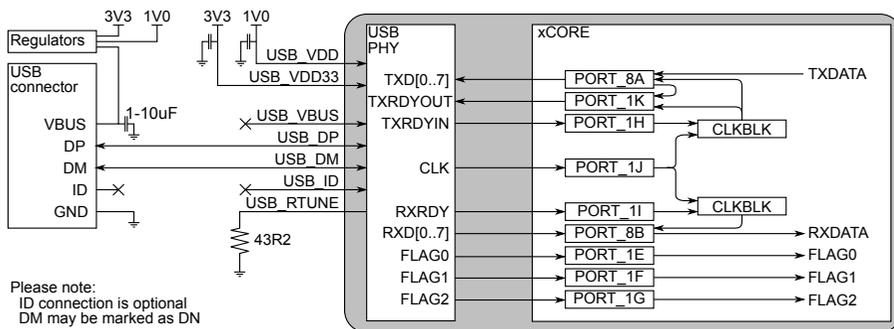 3V3 1V0
Regulators
USB
connector
VBUS
DP
DM
ID
GND
1-10uF
3V3 1V0
USB_VDD
USB_VDD33
USB_VBUS
USB_DP
USB_DM
USB_ID
USB_RTUNE
43R2
USB
PHY
TXD[0..7]
TXRDYOUT
TXRDYIN
CLK
RXRDY
RXD[0..7]
FLAG0
FLAG1
FLAG2
xCORE
PORT_8A
PORT_1K
PORT_1H
PORT_1J
PORT_1I
PORT_8B
PORT_1E
PORT_1F
PORT_1G
CLKBLK
CLKBLK
TXDATA
RXDATA
FLAG0
FLAG1
FLAG2
Please note:
ID connection is optional
DM may be marked as DN